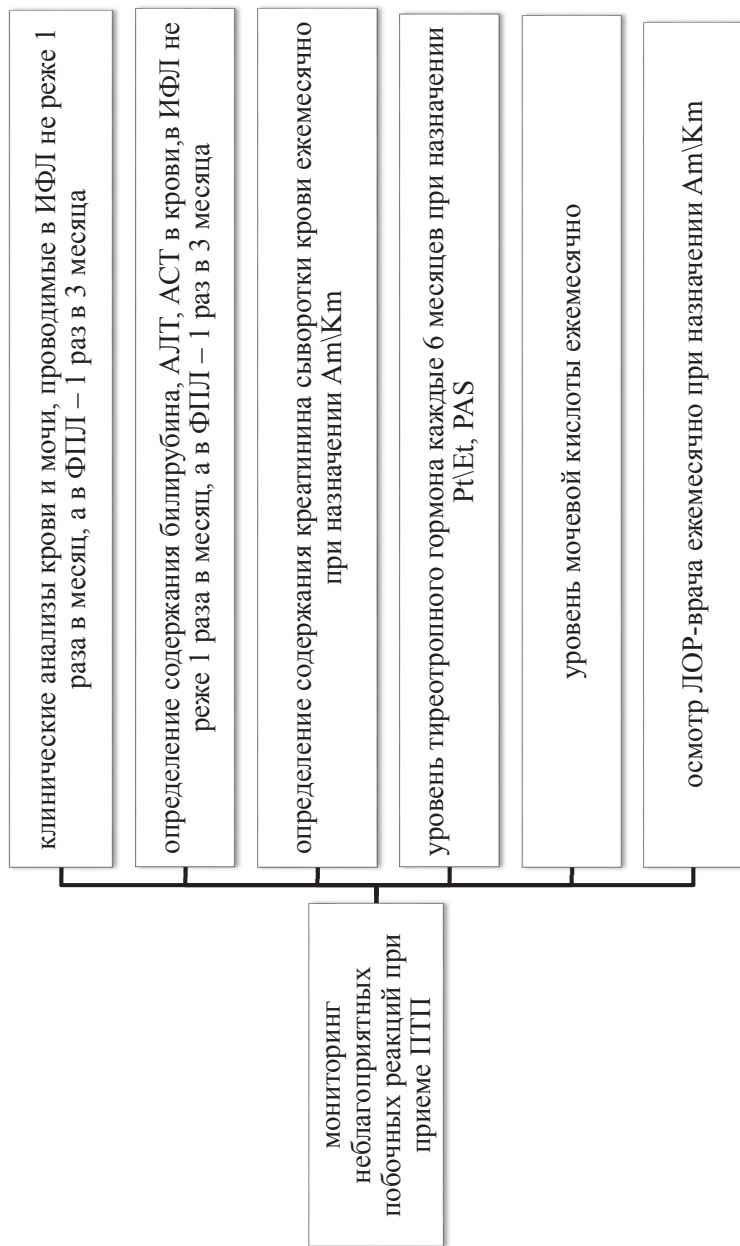 мониторинг
неблагоприятных
побочных реакций при
приеме ПТП
клинические анализы крови и мочи, проводимые в ИФЛ не реже 1
раза в месяц, а в ФПЛ – 1 раз в 3 месяца
определение содержания билирубина, АЛТ, АСТ в крови,в ИФЛ не
реже 1 раза в месяц, а в ФПЛ – 1 раз в 3 месяца
определение содержания креатинина сыворотки крови ежемесячно
при назначении Am\Km
уровень тиреотропного гормона каждые 6 месяцев при назначении
Pt\Et, PAS
уровень мочевой кислоты ежемесячно
осмотр ЛОР-врача ежемесячно при назначении Am\Km